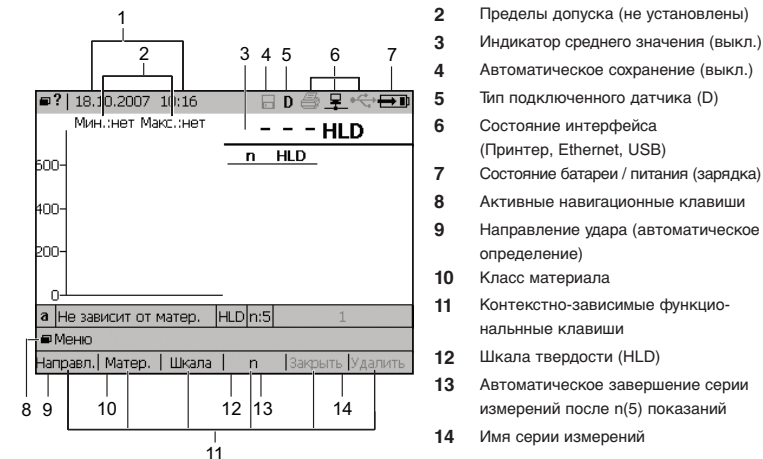 1
2
3 4 5 6 7
? 18.10.2007 10:16 D
Мин.:нет Макс.:нет
- - - HLD
n HLD
600
400
200
0
a Не зависит от матер. HLD n:5 1
Меню
Направл. Матер. Шкала n Закрыть Удалить
8 9 10 12 13 14
11
2 Пределы допуска (не установлены)
3 Индикатор среднего значения (выкл.)
4 Автоматическое сохранение (выкл.)
5 Тип подключенного датчика (D)
6 Состояние интерфейса
(Принтер, Ethernet, USB)
7 Состояние батареи / питания (зарядка)
8 Активные навигационные клавиши
9 Направление удара (автоматическое
определение)
10 Класс материала
11 Контекстно-зависимые функцио-
нальнные клавиши
12 Шкала твердости (HLD)
13 Автоматическое завершение серии
измерений после n(5) показаний
14 Имя серии измерений